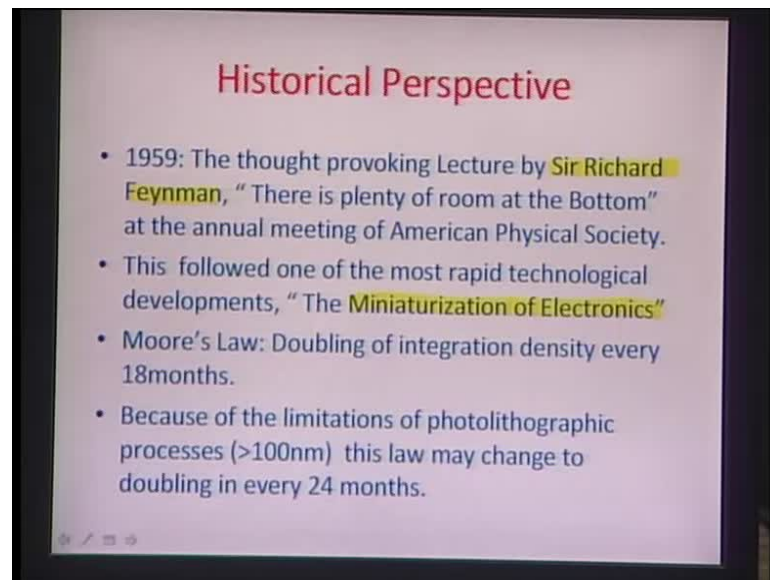 Historical Perspective
• 1959: The thought provoking Lecture by Sir Richard
Feynman, “ There is plenty of room at the Bottom”
at the annual meeting of American Physical Society.
• This followed one of the most rapid technological
developments, “ The Miniaturization of Electronics”
• Moore’s Law: Doubling of integration density every
18months.
• Because of the limitations of photolithographic
processes (>100nm) this law may change to
doubling in every 24 months.